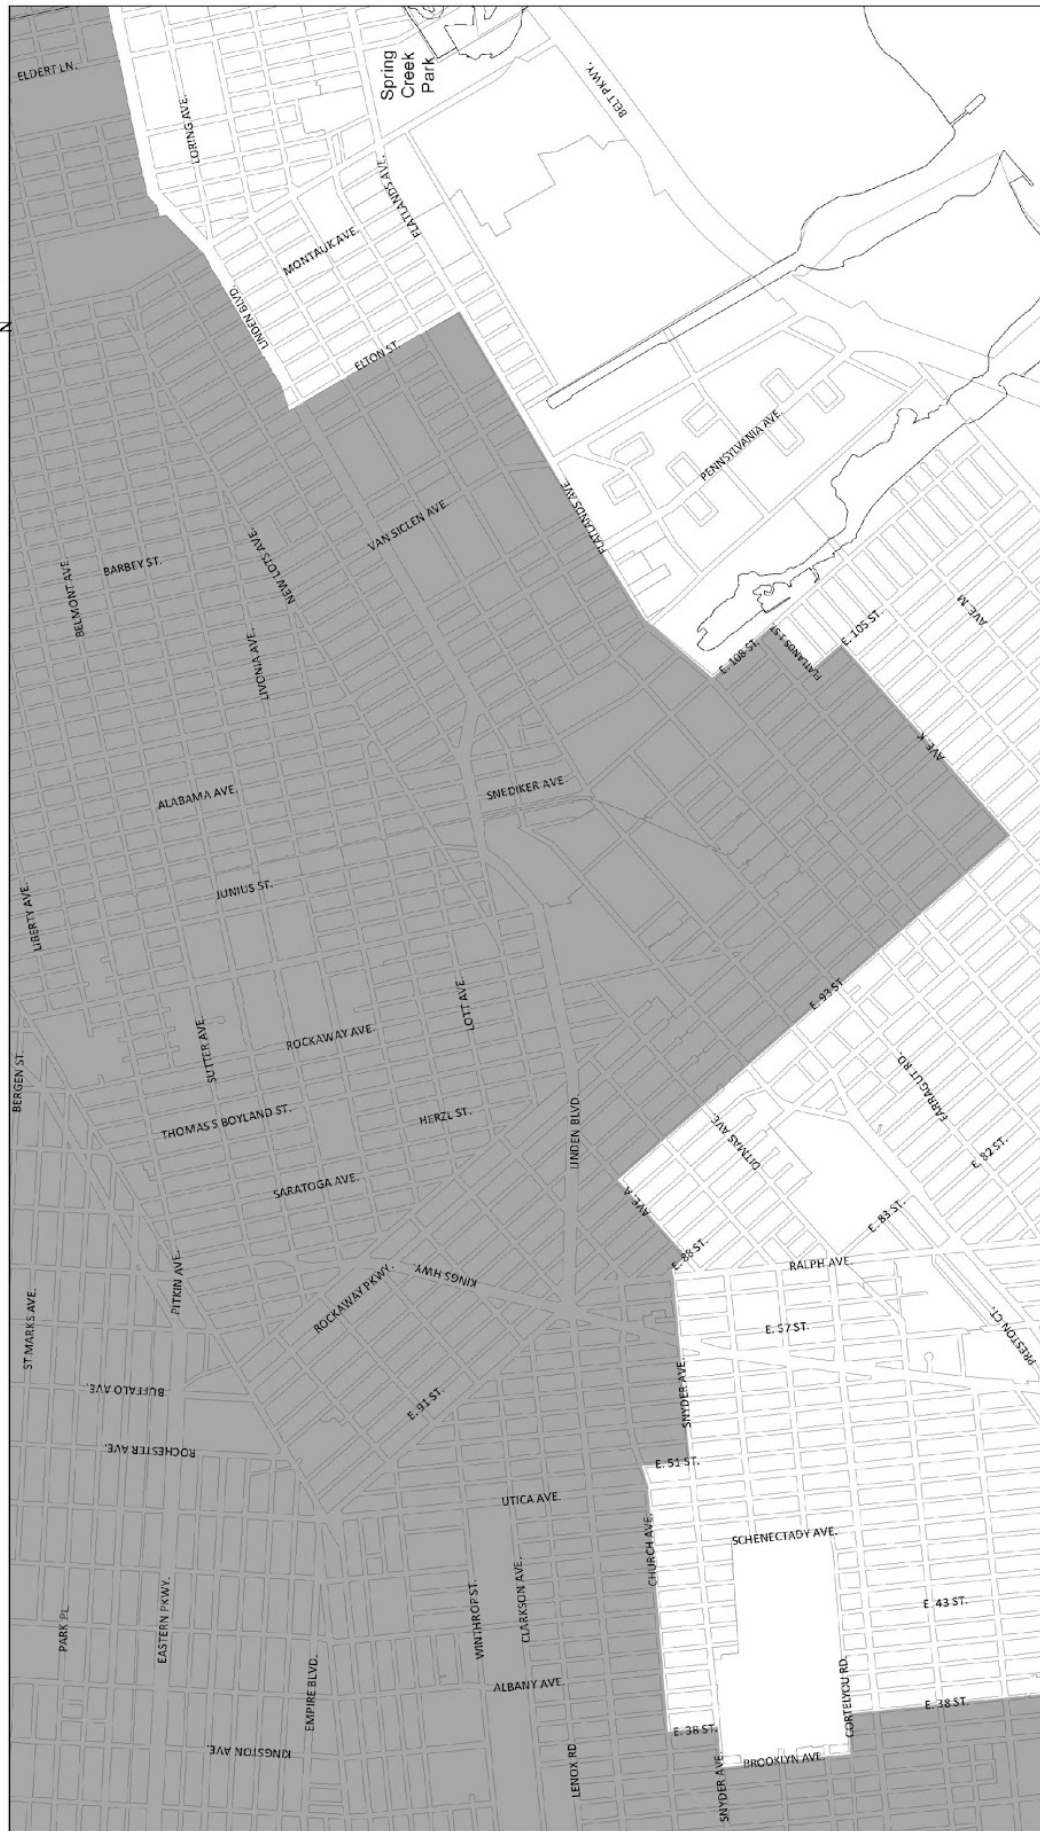 ELDERT LN.
Spring
Creek
Park
BELT PKWY.
LORING AVE.
FLATLANDS AVE.
MONTAUK AVE.
N
LINDEN BLVD.
ELTON ST.
PENNSYLVANIA AVE.
FLATLANDS AVE
VAN SICLEN AVE.
BARBEY ST.
NEW LOTS AVE.
BELMONT AVE.
AVE M
E. 105 ST.
E. 108 ST.
FLATLANDS 1 ST.
LIVONIA AVE.
AVE K
SNEDIKER AVE.
ALABAMA AVE.
JUNIUS ST.
LIBERTY AVE.
E. 93 ST.
LOTT AVE.
ROCKAWAY AVE.
SUTTER AVE.
BERGEN ST.
FARRAGUT RD.
THOMAS S BOYLAND ST.
HERZL ST.
LINDEN BLVD.
DITMAS AVE.
E. 82 ST.
SARATOGA AVE.
AVE. A
E. 83 ST.
E. 88 ST.
RALPH AVE.
KINGS HWY.
PITKIN AVE.
ROCKAWAY PKWY.
ST MARKS AVE.
E. 57 ST.
PRESTON CT.
SNYDER AVE.
BUFFALO AVE.
E. 91 ST.
ROCHESTER AVE.
E. 51 ST.
UTICA AVE.
SCHENECTADY AVE.
CHURCH AVE.
E. 43 ST.
WINTHROP ST.
CLARKSON AVE.
EASTERN PKWY.
PARK PL.
ALBANY AVE.
EMPIRE BLVD.
CORTELYOU RD.
E. 38 ST.
E. 38 ST.
KINGSTON AVE.
BROOKLYN AVE.
LENOX RD
SNYDER AVE.